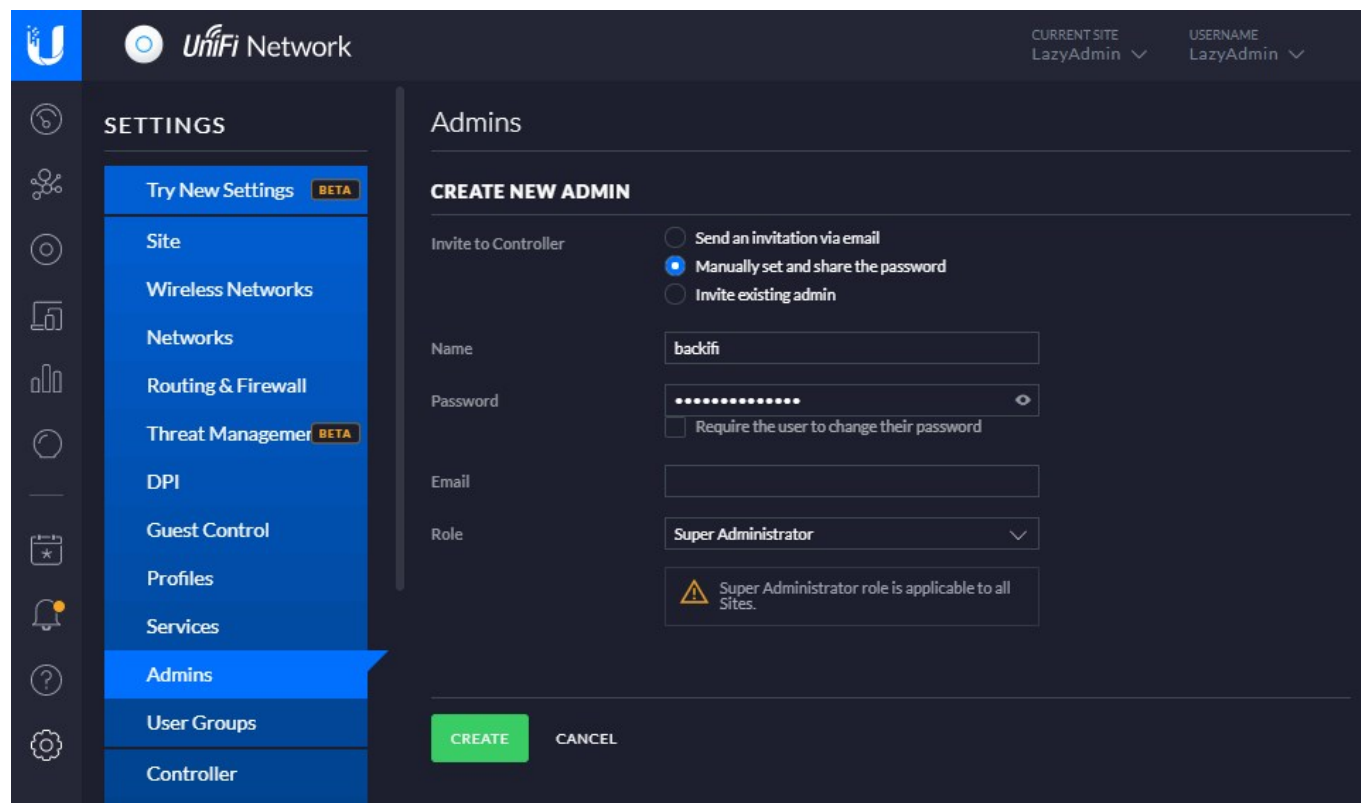 UniFi Network
CURRENT SITE
LazyAdmin
USERNAME
LazyAdmin
SETTINGS
Try New Settings BETA
Site
Wireless Networks
Networks
Routing & Firewall
Threat Managemer BETA
DPI
Guest Control
Profiles
Services
Admins
User Groups
Controller
Admins
CREATE NEW ADMIN
Invite to Controller
Send an invitation via email
Manually set and share the password
Invite existing admin
Name
backifi
Password
••••••••••••••
Require the user to change their password
Email
Role
Super Administrator
Super Administrator role is applicable to all
Sites.
CREATE CANCEL